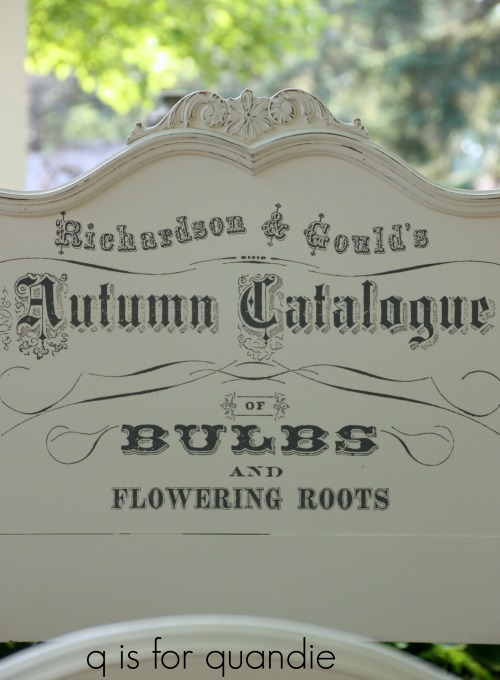 Richardson & Gould's
Autumn Catalogue
OF
BULBS
AND
FLOWERING ROOTS
q is for quandie